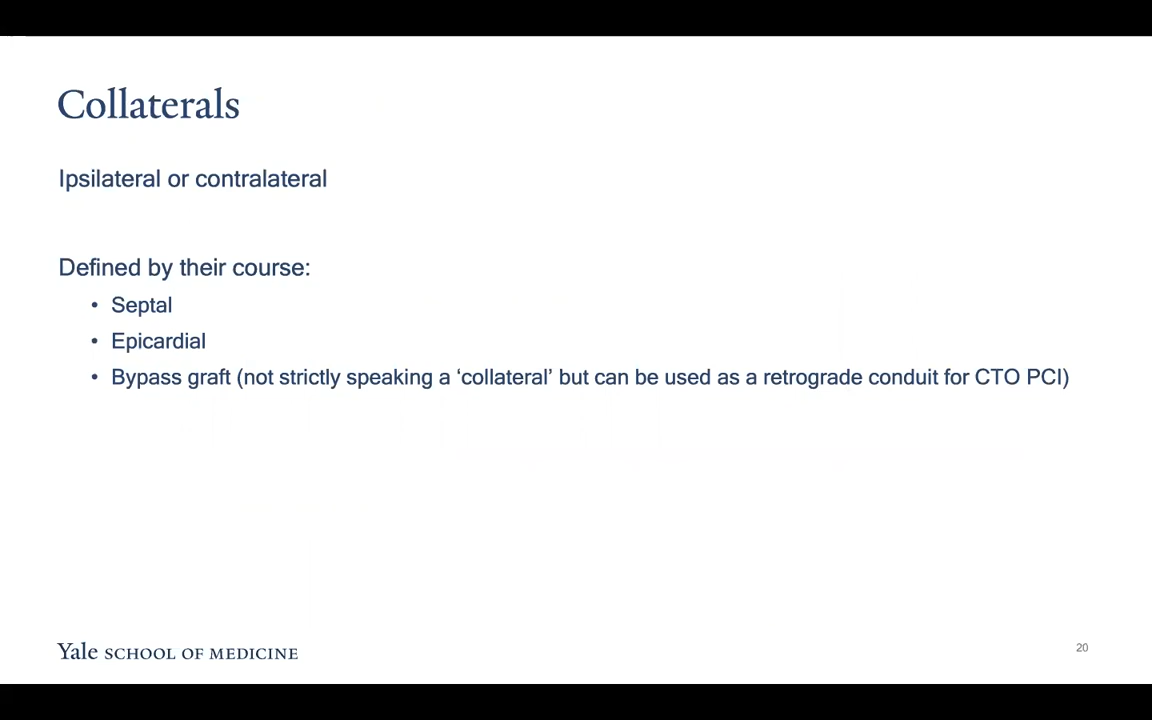 Collaterals
Ipsilateral or contralateral
Defined by their course:
• Septal
• Epicardial
• Bypass graft (not strictly speaking a ‘collateral’ but can be used as a retrograde conduit for CTO PCI)
Yale SCHOOL OF MEDICINE
20